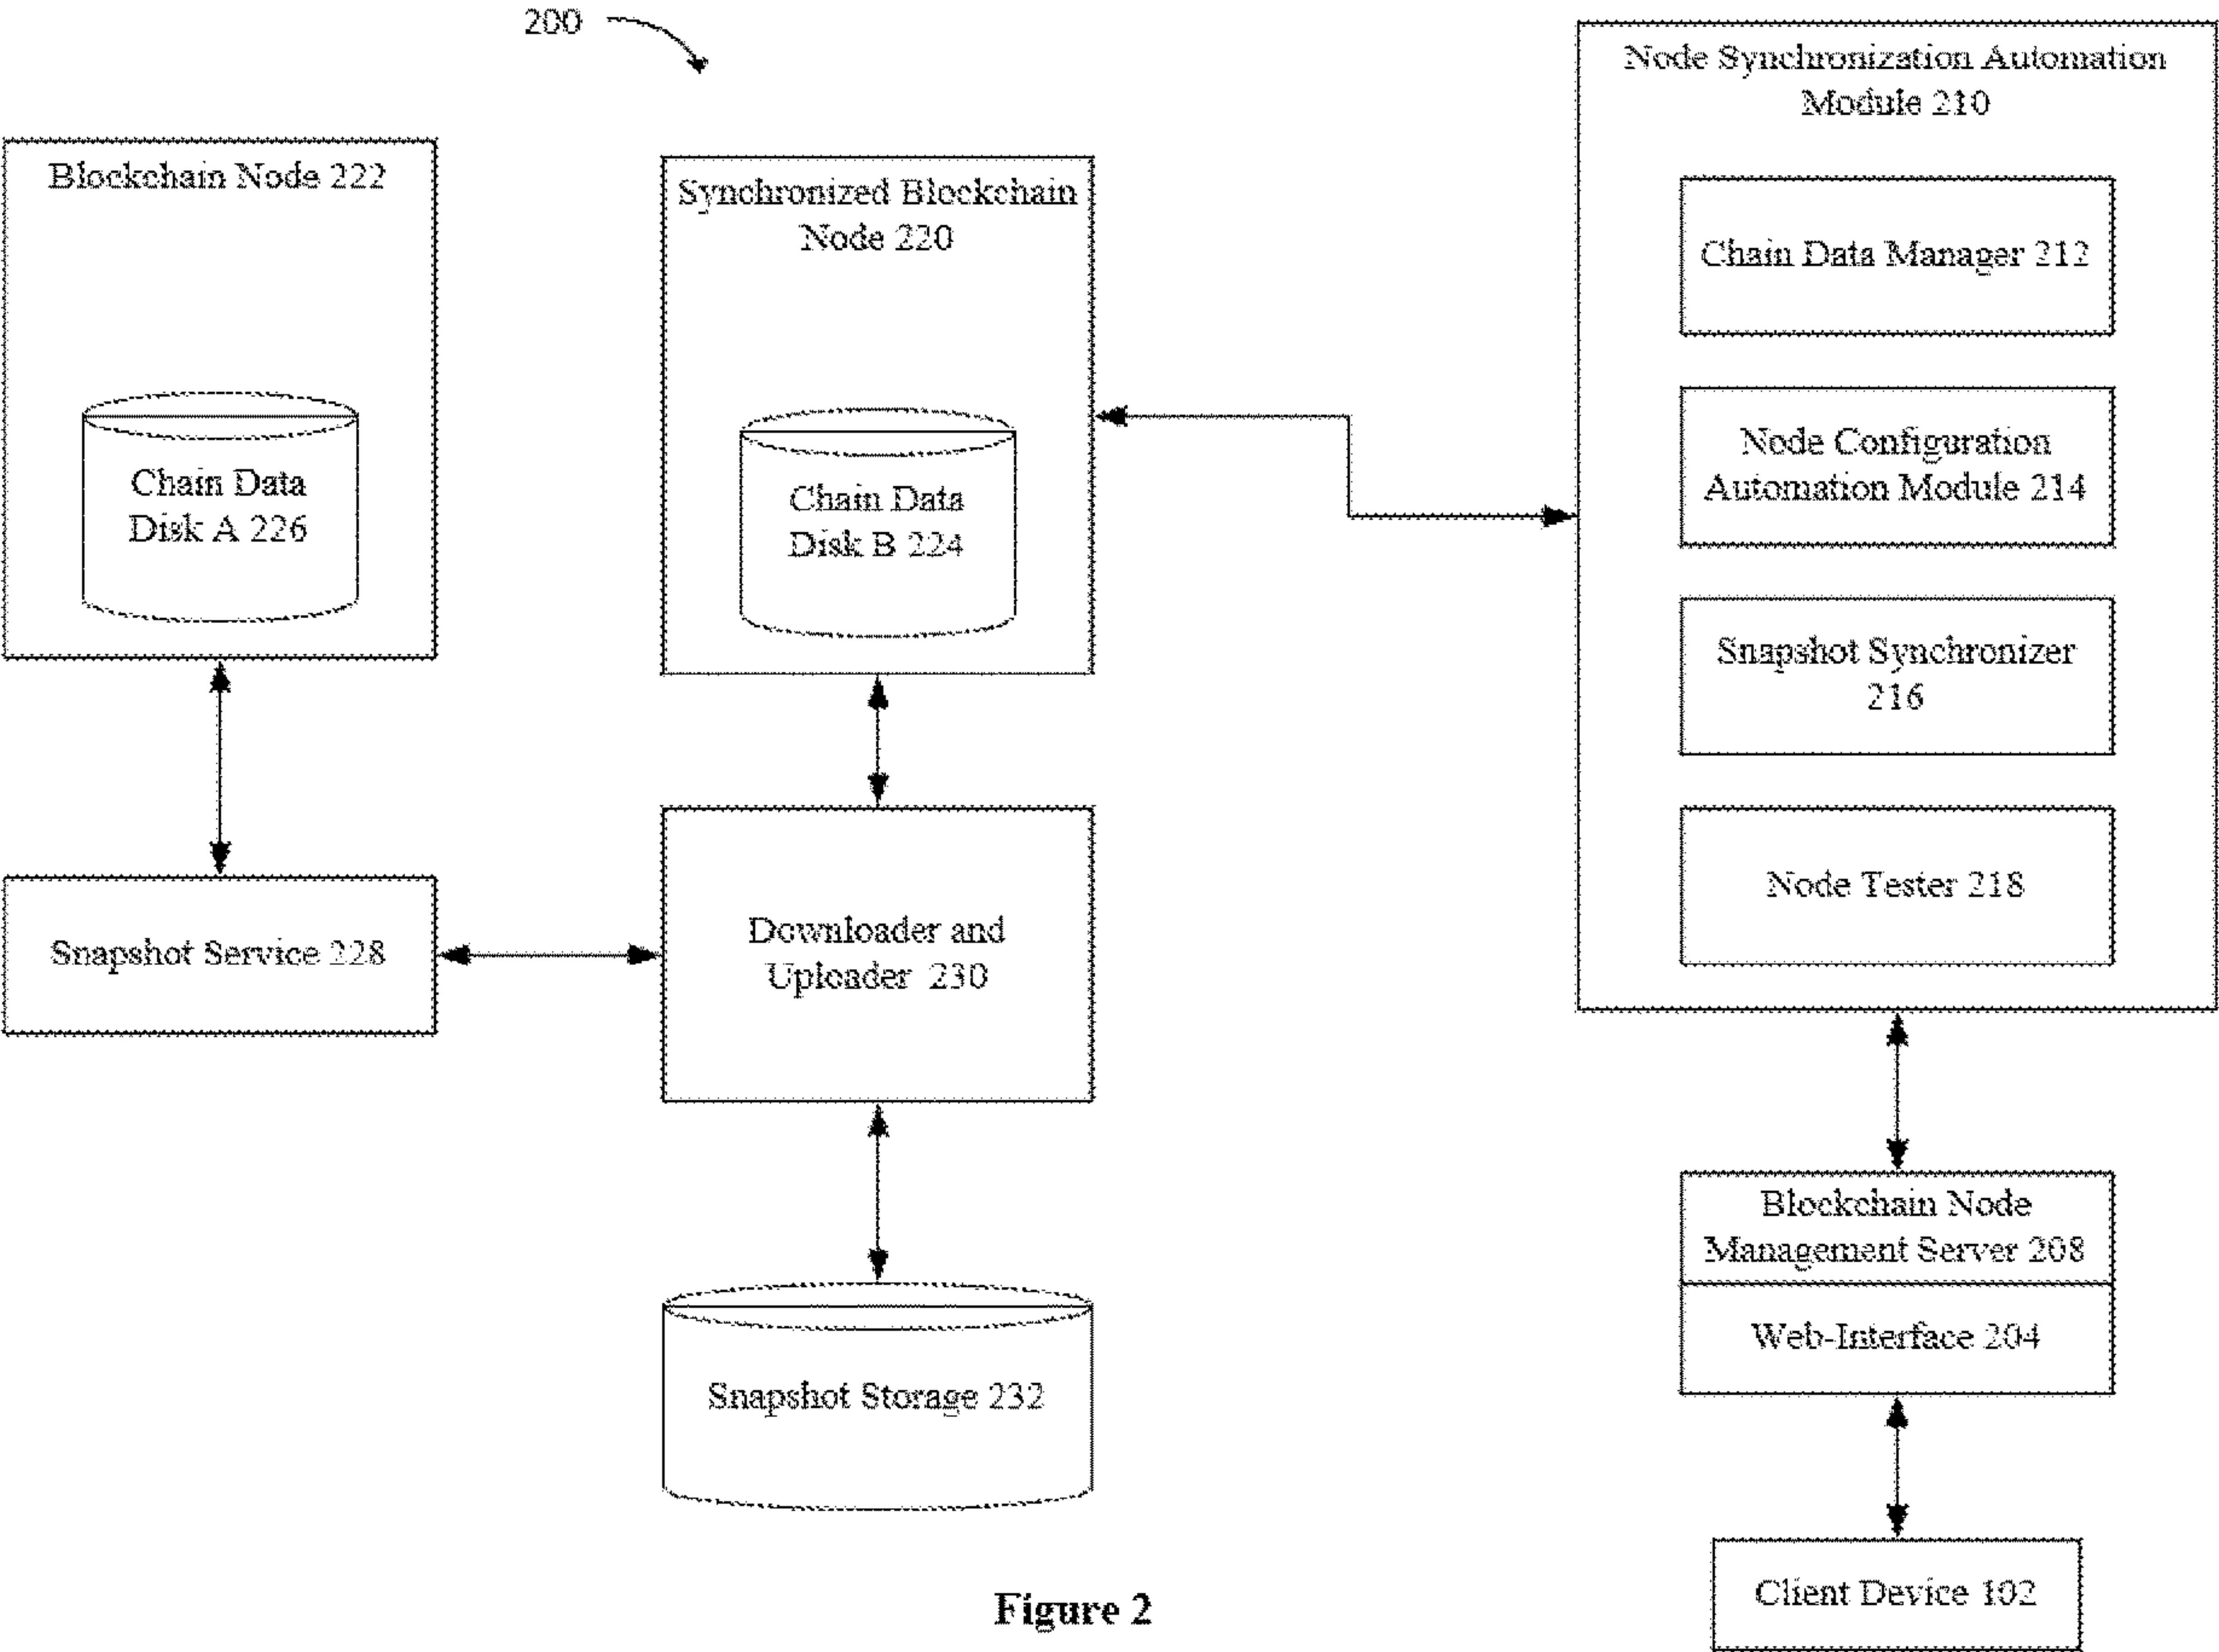 200
Node Synchronization Automation
Module 210
Blockchain Node 222
Synchronized Blockchain
Node 220
Chain Data Manager 212
Chain Data
Disk A 226
Chain Data
Disk B 224
Node Configuration
Automation Module 214
Snapshot Synchronizer
216
Node Tester 218
Snapshot Service 228
Downloader and
Uploader 230
Blockchain Node
Management Server 208
Web-Interface 204
Snapshot Storage 232
Client Device 102
Figure 2